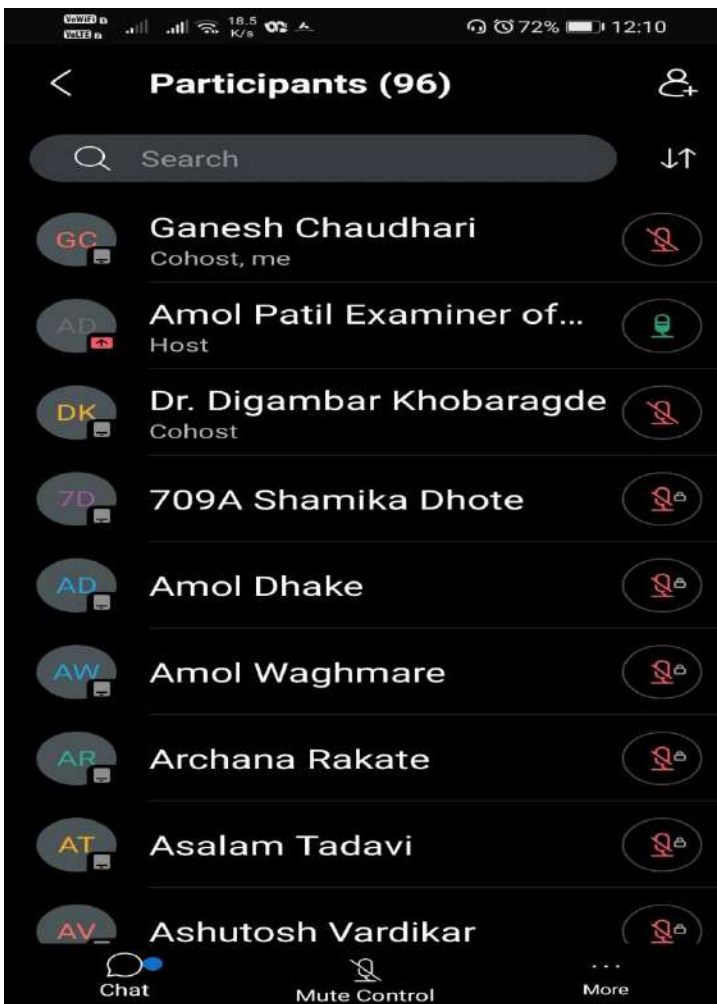 VoWiFi
VoLTE
18.5
K/s
72%
12:10
Participants (96)
Search
GC
Ganesh Chaudhari
Cohost, me
AD
Amol Patil Examiner of...
Host
DK
Dr. Digambar Khobaragde
Cohost
7D
709A Shamika Dhote
AD
Amol Dhake
AW
Amol Waghmare
AR
Archana Rakate
AT
Asalam Tadavi
AV
Ashutosh Vardikar
Chat
Mute Control
More